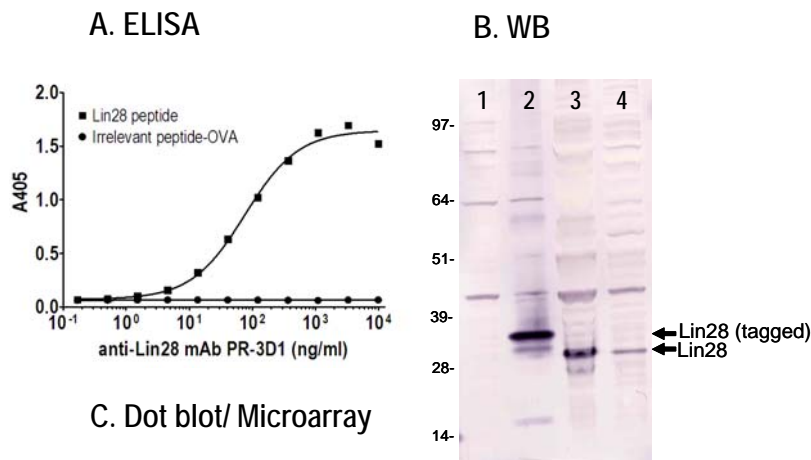 A. ELISA
B. WB
2.0
1.5
1.0
0.5
0.0
A405
■ Lin28 peptide
● Irrelevant peptide-OVA
10-1 100 101 102 103 104
anti-Lin28 mAb PR-3D1 (ng/ml)
1 2 3 4
97-
64-
51-
39-
28-
14-
Lin28 (tagged)
Lin28
C. Dot blot/ Microarray